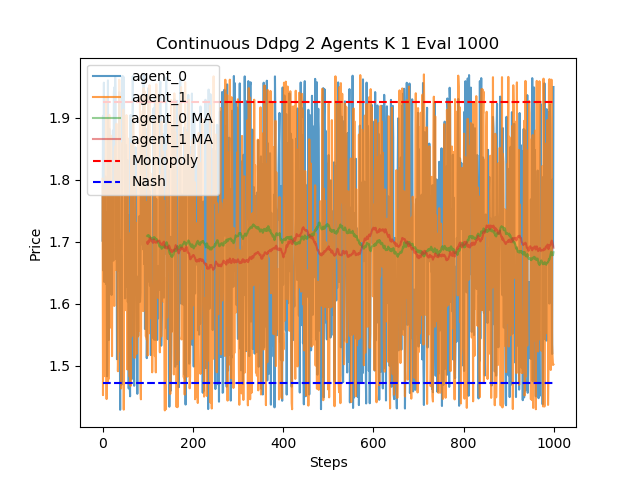 Continuous Ddpg 2 Agents K 1 Eval 1000
agent_0
agent_1
agent_0 MA
agent_1 MA
Monopoly
Nash
Price
1.9
1.8
1.7
1.6
1.5
0 200 400 600 800 1000
Steps